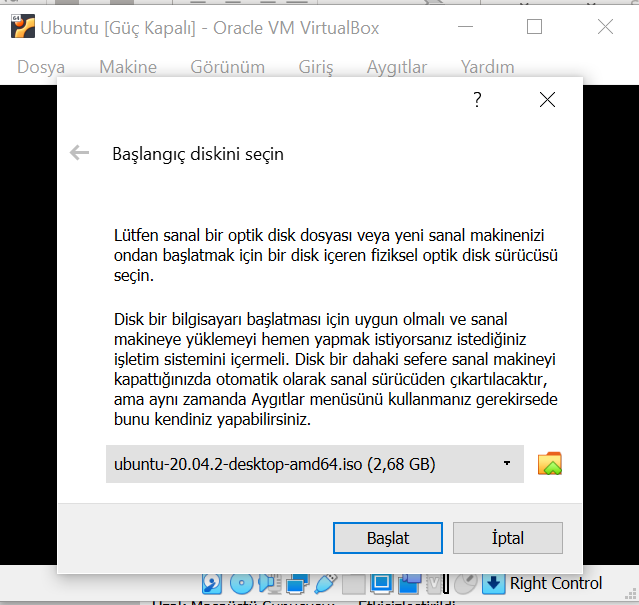 Ubuntu [Güç Kapalı] - Oracle VM VirtualBox
Dosya Makine Görünüm Giriş Aygıtlar Yardım
?
Başlangıç diskini seçin
Lütfen sanal bir optik disk dosyası veya yeni sanal makinenizi
ondan başlatmak için bir disk içeren fiziksel optik disk sürücüsü
seçin.
Disk bir bilgisayarı başlatması için uygun olmalı ve sanal
makineye yüklemeyi hemen yapmak istiyorsanız istediğiniz
işletim sistemini içermeli. Disk bir dahaki sefere sanal makineyi
kapattığınızda otomatik olarak sanal sürücüden çıkartılacaktır,
ama aynı zamanda Aygıtlar menüsünü kullanmanız gerekirsede
bunu kendiniz yapabilirsiniz.
ubuntu-20.04.2-desktop-amd64.iso (2,68 GB)
Başlat İptal
Right Control